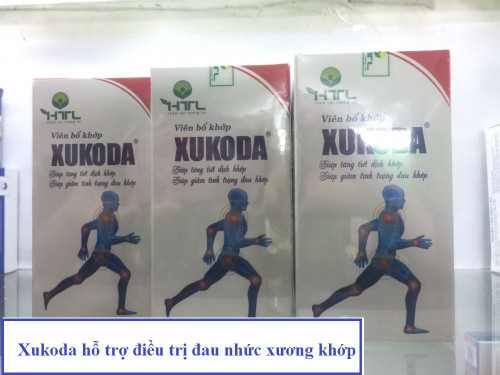 HTL
Viên bổ khớp
XUKODA®
Giúp tăng tiết dịch khớp
Giúp giảm tình trạng đau khớp
HTL
Viên bổ khớp
XUKODA®
Giúp tăng tiết dịch khớp
Giúp giảm tình trạng đau khớp
HTL
Viên bổ khớp
XUKODA®
Giúp tăng tiết dịch khớp
Giúp giảm tình trạng đau khớp
Xukoda hỗ trợ điều trị đau nhức xương khớp